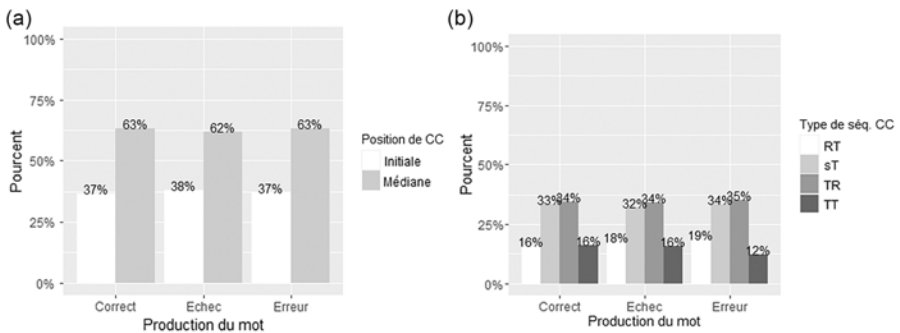 (a)
100%
75%
50%
25%
0%
Pourcent
37%
63%
38%
62%
37%
63%
Correct
Echec
Erreur
Production du mot
Position de CC
Initiale
Médiane
(b)
100%
75%
50%
25%
0%
Pourcent
16%
33%
34%
16%
18%
32%
34%
16%
19%
34%
35%
12%
Correct
Echec
Erreur
Production du mot
Type de séq. CC
RT
sT
TR
TT